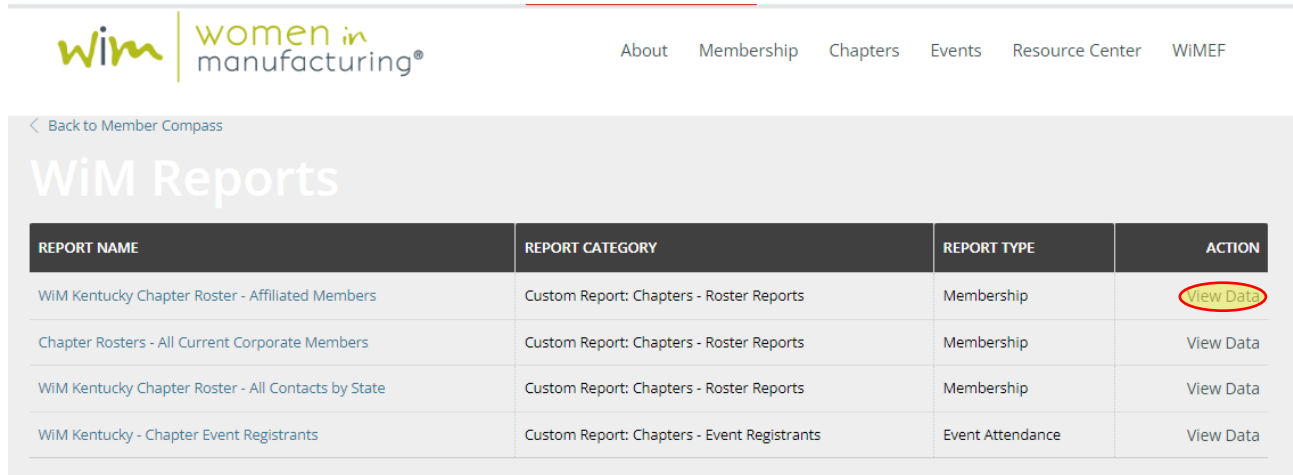 wim women in manufacturing®
About Membership Chapters Events Resource Center WiMEF
< Back to Member Compass
WiM Reports
REPORT NAME REPORT CATEGORY REPORT TYPE ACTION
WiM Kentucky Chapter Roster - Affiliated Members Custom Report: Chapters - Roster Reports Membership View Data
Chapter Rosters - All Current Corporate Members Custom Report: Chapters - Roster Reports Membership View Data
WiM Kentucky Chapter Roster - All Contacts by State Custom Report: Chapters - Roster Reports Membership View Data
WiM Kentucky - Chapter Event Registrants Custom Report: Chapters - Event Registrants Event Attendance View Data